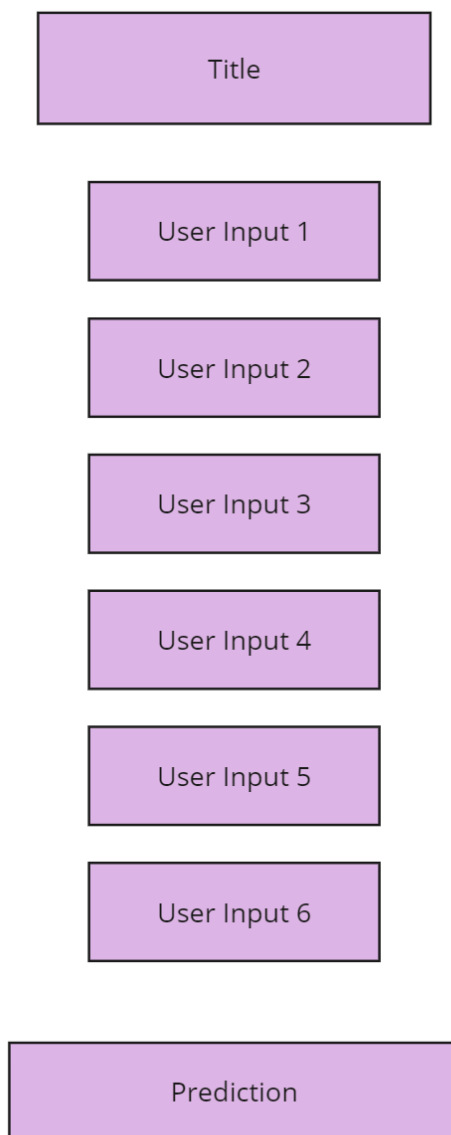 Title
User Input 1
User Input 2
User Input 3
User Input 4
User Input 5
User Input 6
Prediction